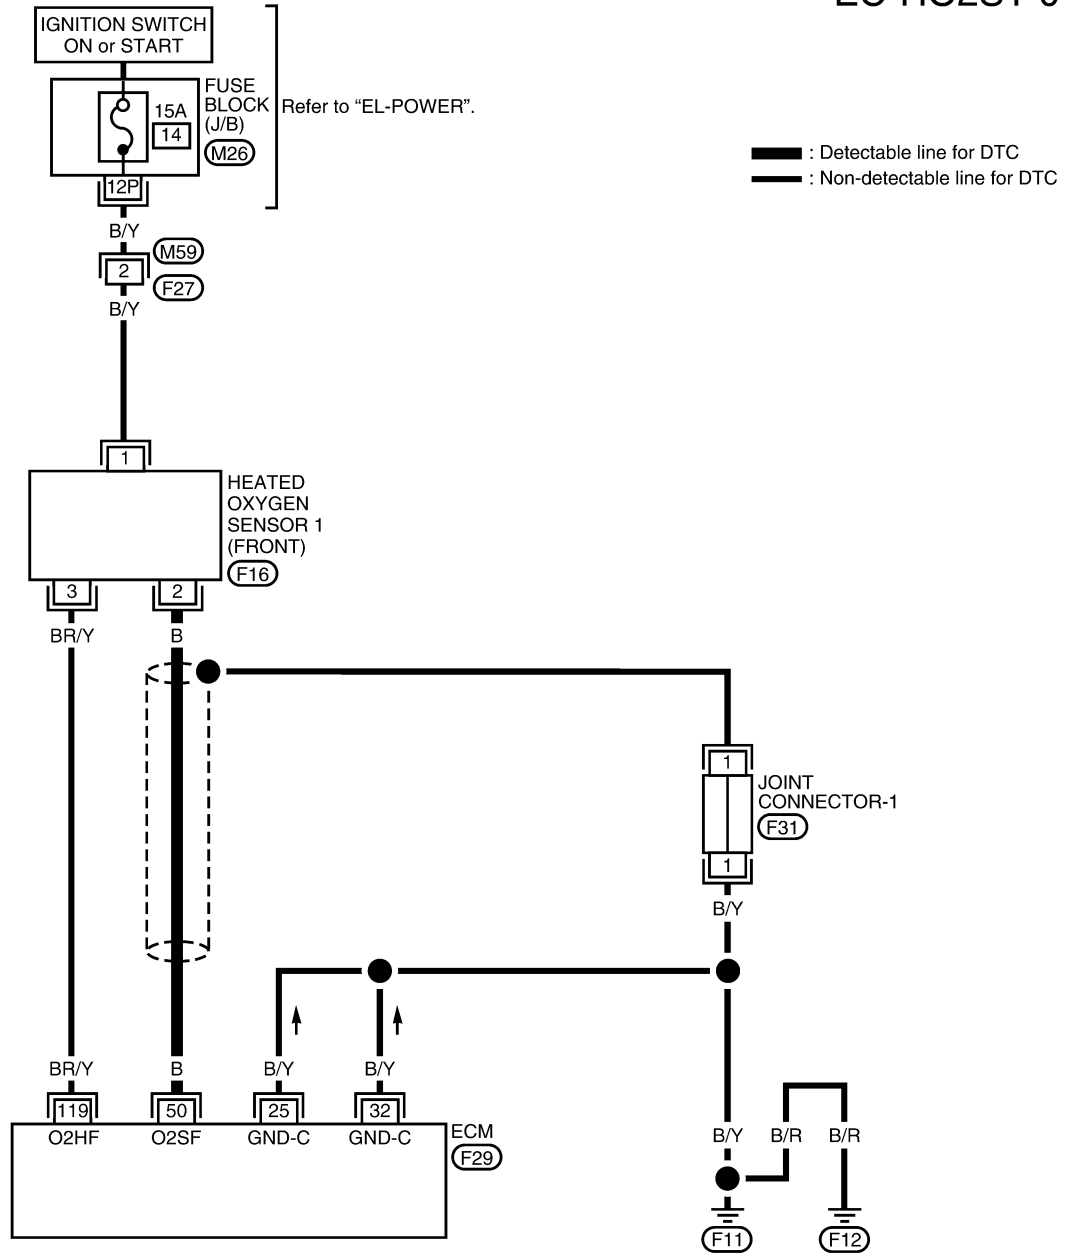 IGNITION SWITCH
ON or START
FUSE
BLOCK
(J/B)
M26
15A
14
Refer to “EL-POWER”.
12P
: Detectable line for DTC
: Non-detectable line for DTC
B/Y
M59
2
F27
B/Y
1
HEATED
OXYGEN
SENSOR 1
(FRONT)
F16
3
2
BR/Y
B
1
JOINT
CONNECTOR-1
F31
1
B/Y
BR/Y
B
B/Y
B/Y
119
50
25
32
O2HF
O2SF
GND-C
GND-C
ECM
F29
B/Y
B/R
B/R
F11
F12